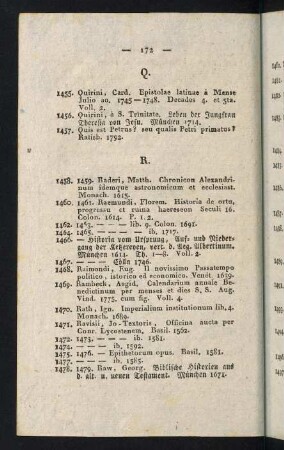 — 172 —
Q.
1455. Quirini, Card. Epistolae latinae à Mense
Julio ao. 1745—1748. Decados 4. et 5ta.
Voll. 2.
1456. Quirini, à S. Trinitate, Leben der Jungfrau
Theresia von Jesu. München 1714.
1457. Quis est Petrus? seu qualis Petri primatus?
Ratisb. 1792.
R.
1458. 1459. Raderi, Matth. Chronicon Alexandri-
num idemque astronomicum et ecclesiast.
Monach. 1615.
1460. 1461. Raemundi, Florem. Historia de ortu,
progressu et ruina haereseon Seculi 16.
Colon. 1614. P. 1. 2.
1462. 1463. — — lib. 9. Colon. 1695.
1464. 1465. — — ib. 1717.
1466. — Historia vom Ursprung, Auf- und Nieder-
gang der Ketzereyen, vert. d. Aeg. Albertinum.
München 1614. Th. 1—8. Voll. 2.
1467. — — Cöln 1746.
1468. Raimondi, Eug. Il novissimo Passatempo
politico, istorico ed economico. Venét. 1639.
1469. Rambeck, Aegid, Calendarium annale Be-
nedictinum per menses et dies S. S. Aug.
Vind. 1775. cum fig. Voll. 4.
1470. Rath, Ign. Imperialium institutionum lib. 4.
Monach. 1689.
1471. Ravisii, Jo-Textoris, Officina aucta per
Conr. Lycostenem, Basil. 1562.
1472. 1473. — — ib. 1581.
1474. — — — ib. 1592.
1475. 1476. — Epithetorum opus. Basil. 1581.
1477. — — ib. 1585.
1478. 1479. Raw, Georg. Biblische Historien aus
d. alt. u. neuen Testament. München 1671.